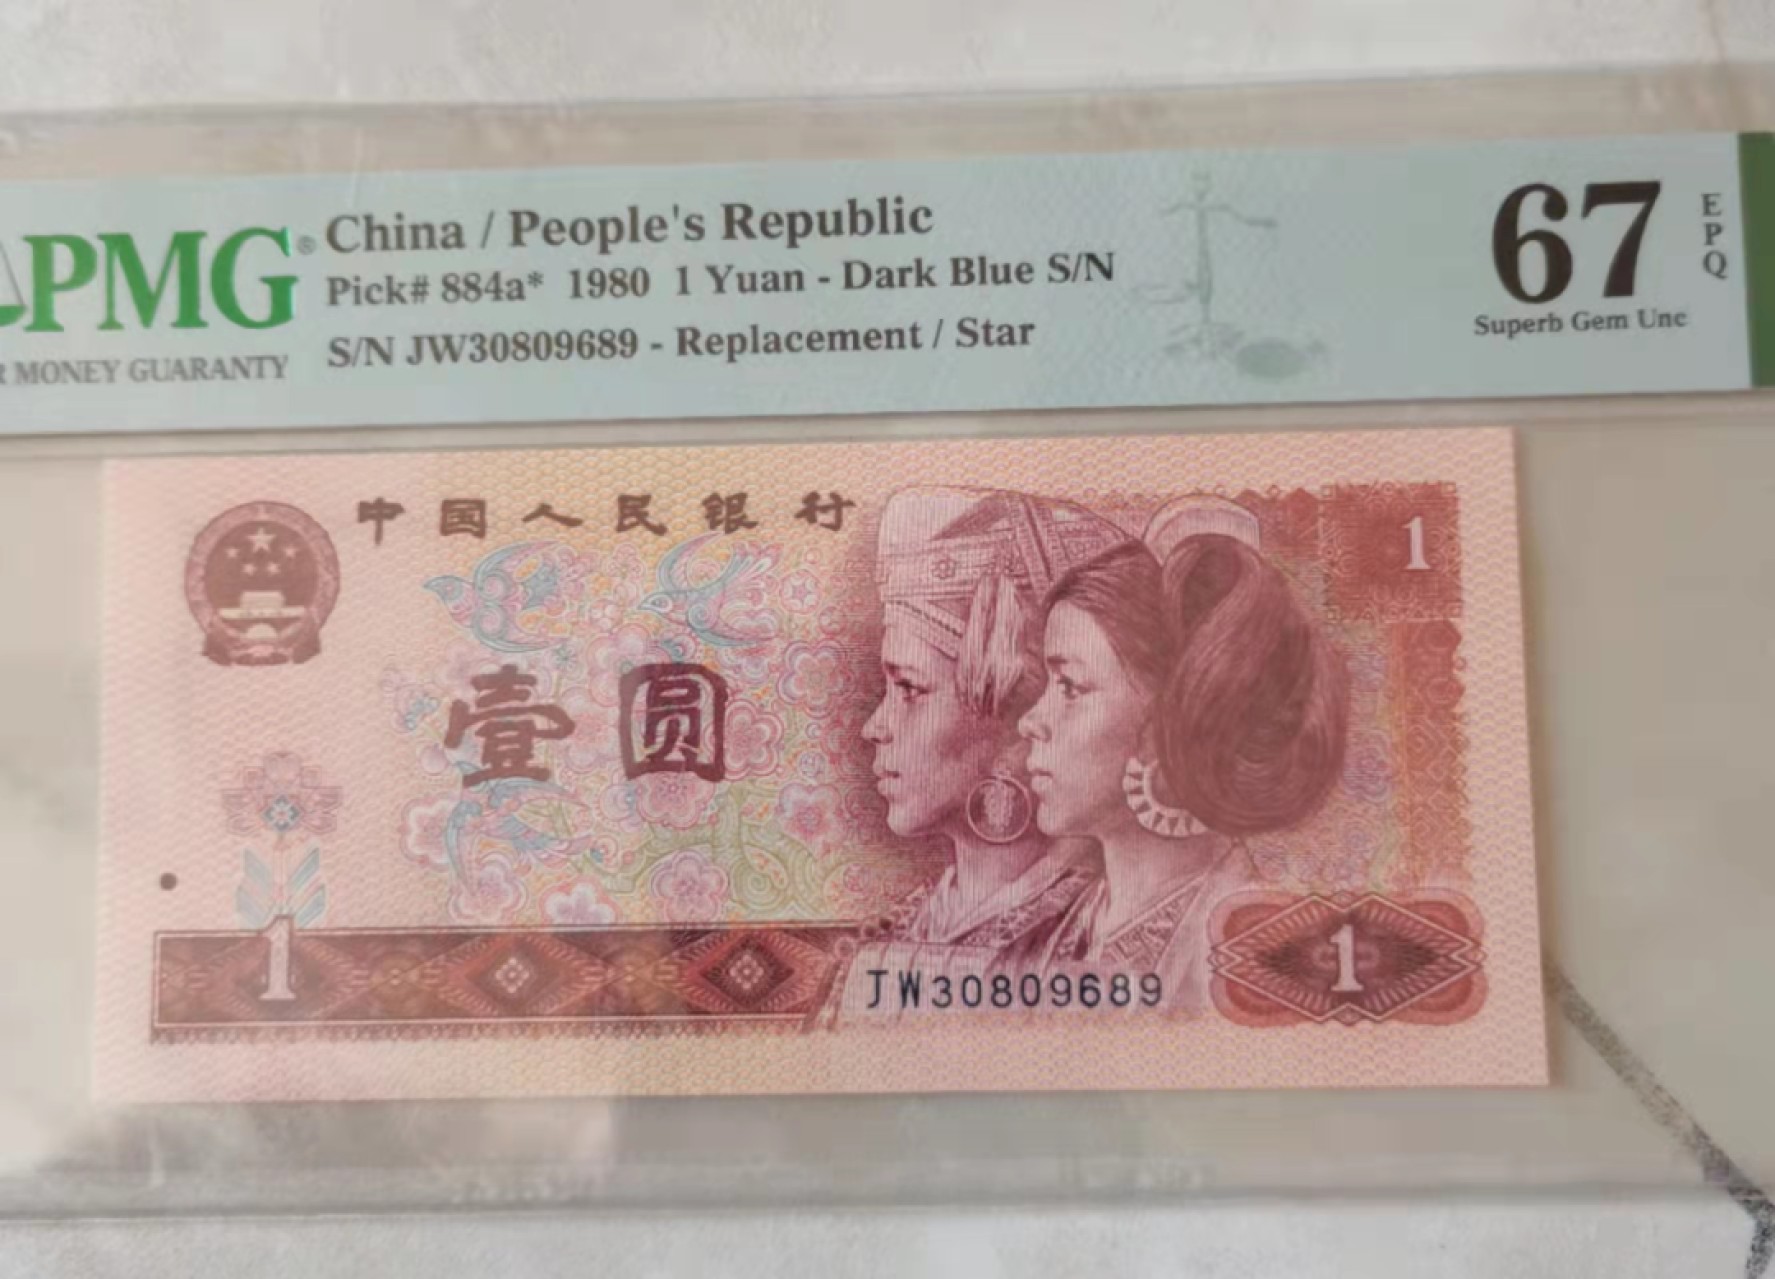 PMG®
R MONEY GUARANTY
China / People's Republic
Pick# 884a* 1980 1 Yuan - Dark Blue S/N
S/N JW30809689 - Replacement / Star
67
EPQ
Superb Gem Unc
中国人民银行
1
壹圆
1
JW30809689
1